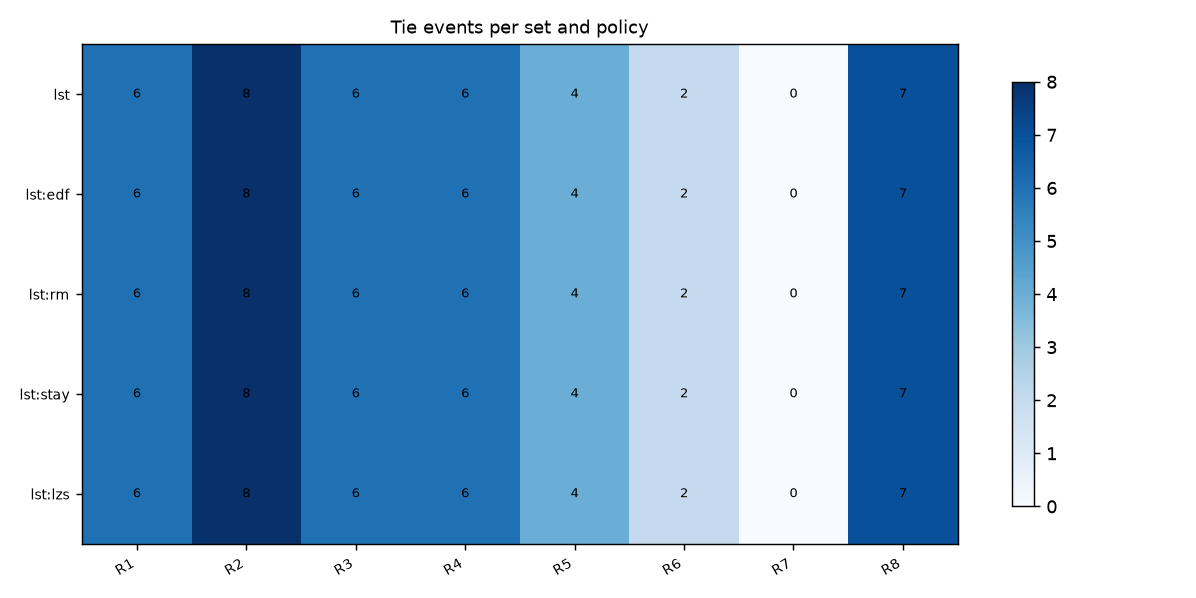 Tie events per set and policy
lst 6 8 6 6 4 2 0 7
lst:edf 6 8 6 6 4 2 0 7
lst:rm 6 8 6 6 4 2 0 7
lst:stay 6 8 6 6 4 2 0 7
lst:lzs 6 8 6 6 4 2 0 7
R1 R2 R3 R4 R5 R6 R7 R8
8
7
6
5
4
3
2
1
0